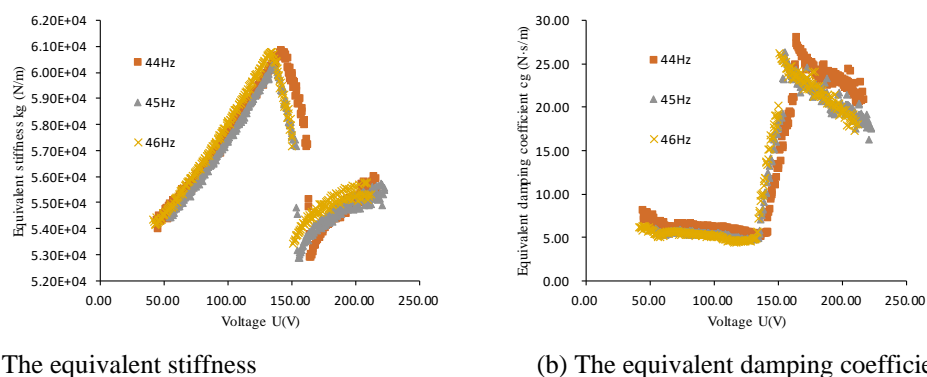 6.20E+04
6.10E+04
6.00E+04
5.90E+04
5.80E+04
5.70E+04
5.60E+04
5.50E+04
5.40E+04
5.30E+04
5.20E+04
Equivalent stiffness kg (N/m)
44Hz
45Hz
46Hz
0.00 50.00 100.00 150.00 200.00 250.00
Voltage U(V)
The equivalent stiffness
30.00
25.00
20.00
15.00
10.00
5.00
0.00
Equivalent damping coefficient cg (N·s/m)
44Hz
45Hz
46Hz
0.00 50.00 100.00 150.00 200.00 250.00
Voltage U(V)
(b) The equivalent damping coefficie